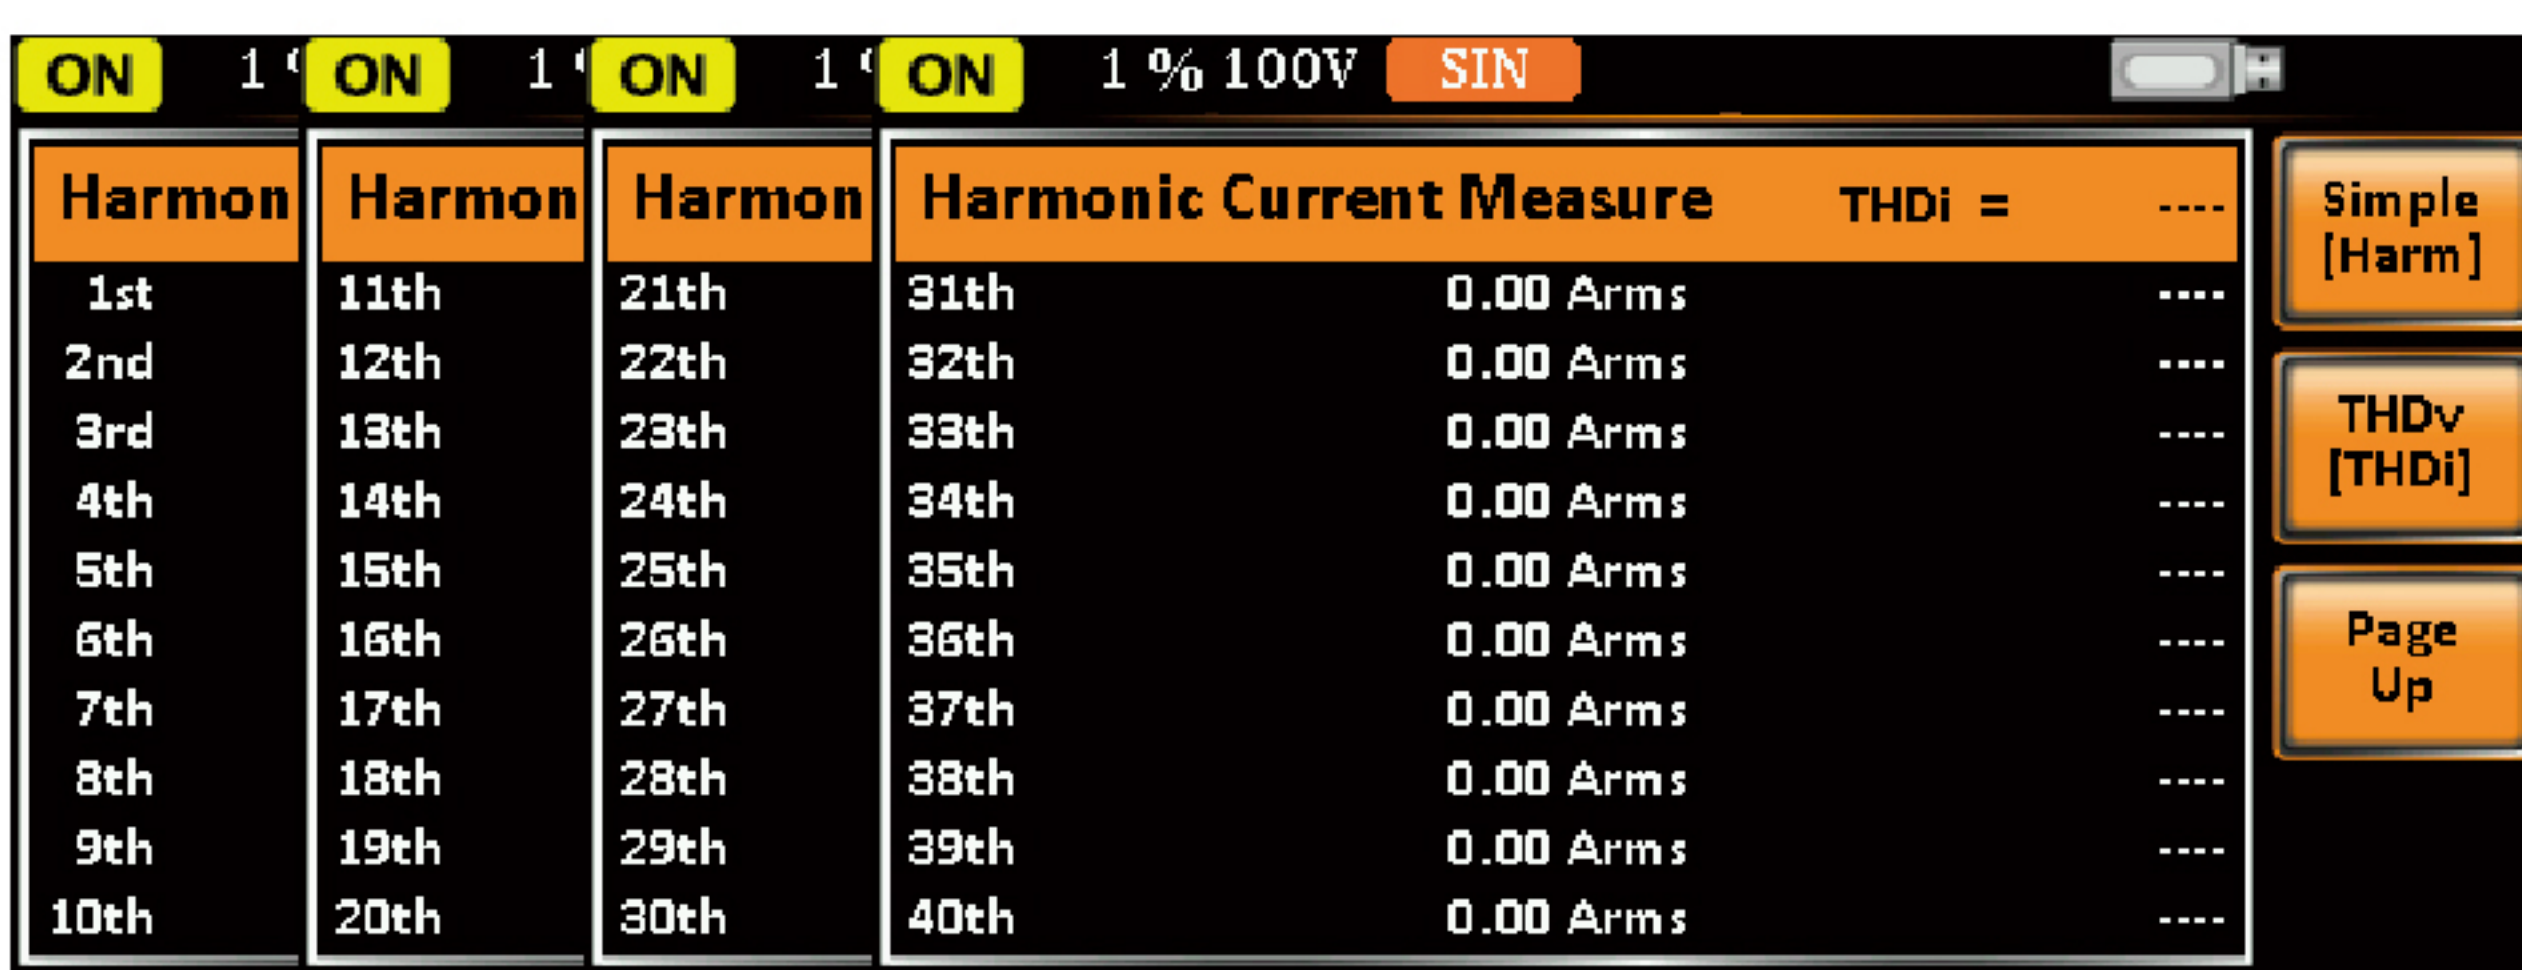 ON 1 ON 1 ON 1 ON 1 % 100V SIN
Harmon Harmon Harmon Harmonic Current Measure THDi = ----
1st 11th 21th 31th 0.00 Arms ----
2nd 12th 22th 32th 0.00 Arms ----
3rd 13th 23th 33th 0.00 Arms ----
4th 14th 24th 34th 0.00 Arms ----
5th 15th 25th 35th 0.00 Arms ----
6th 16th 26th 36th 0.00 Arms ----
7th 17th 27th 37th 0.00 Arms ----
8th 18th 28th 38th 0.00 Arms ----
9th 19th 29th 39th 0.00 Arms ----
10th 20th 30th 40th 0.00 Arms ----
Simple
[Harm]
THDv
[THDi]
Page
Up